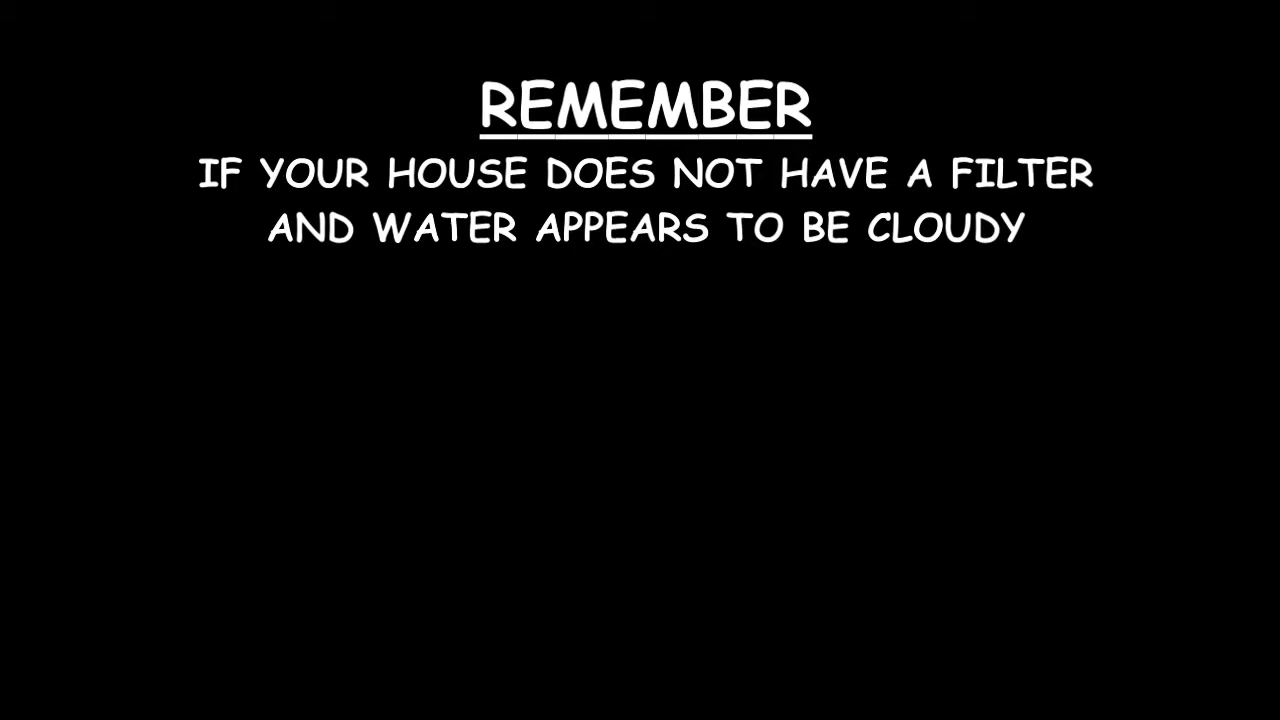 REMEMBER
IF YOUR HOUSE DOES NOT HAVE A FILTER
AND WATER APPEARS TO BE CLOUDY